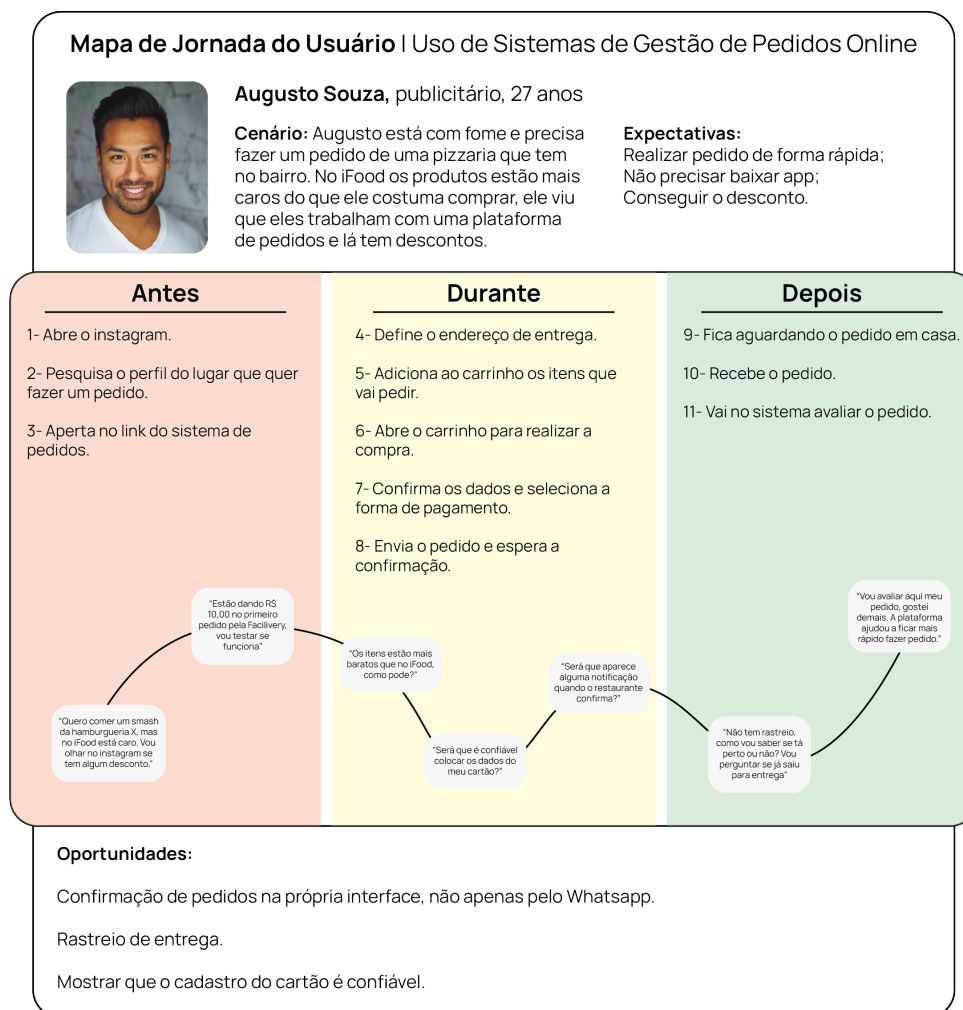 Mapa de Jornada do Usuário | Uso de Sistemas de Gestão de Pedidos Online
Augusto Souza, publicitário, 27 anos
Cenário: Augusto está com fome e precisa
fazer um pedido de uma pizzaria que tem
no bairro. No iFood os produtos estão mais
caros do que ele costuma comprar, ele viu
que eles trabalham com uma plataforma
de pedidos e lá tem descontos.
Expectativas:
Realizar pedido de forma rápida;
Não precisar baixar app;
Conseguir o desconto.
Antes
1- Abre o instagram.
2- Pesquisa o perfil do lugar que quer
fazer um pedido.
3- Aperta no link do sistema de
pedidos.
Durante
4- Define o endereço de entrega.
5- Adiciona ao carrinho os itens que
vai pedir.
6- Abre o carrinho para realizar a
compra.
7- Confirma os dados e seleciona a
forma de pagamento.
8- Envia o pedido e espera a
confirmação.
Depois
9- Fica aguardando o pedido em casa.
10- Recebe o pedido.
11- Vai no sistema avaliar o pedido.
"Quero comer um smash
da hamburgueria X, mas
no iFood está caro. Vou
olhar no instagram se
tem algum desconto."
"Estão dando R$
10,00 no primeiro
pedido pela Facilivery,
vou testar se
funciona"
"Os itens estão mais
baratos que no iFood,
como pode?"
"Será que é confiável
colocar os dados do
meu cartão?"
"Será que aparece
alguma notificação
quando o restaurante
confirma?"
"Não tem rastreio,
como vou saber se tá
perto ou não? Vou
perguntar se já saiu
para entrega"
"Vou avaliar aqui meu
pedido, gostei
demais. A plataforma
ajudou a ficar mais
rápido fazer pedido."
Oportunidades:
Confirmação de pedidos na própria interface, não apenas pelo Whatsapp.
Rastreio de entrega.
Mostrar que o cadastro do cartão é confiável.